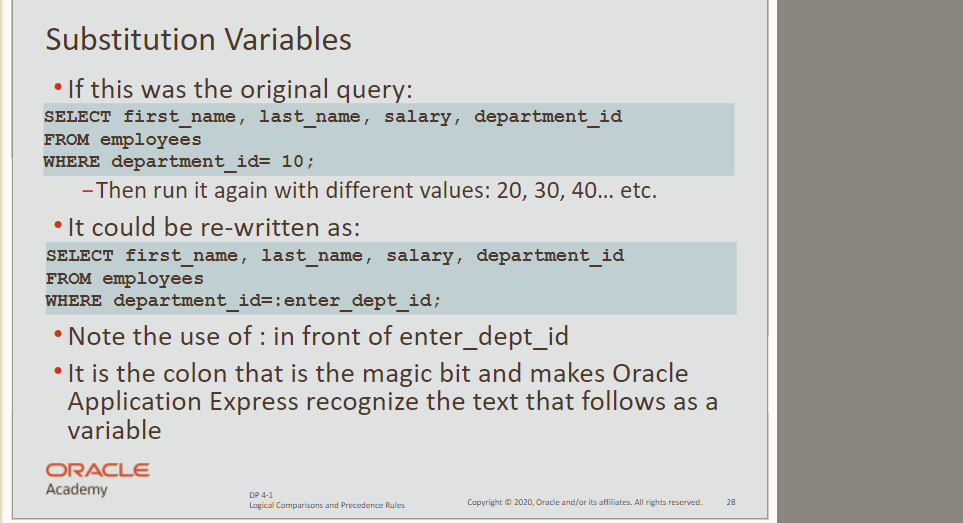 Substitution Variables
•If this was the original query:
SELECT first_name, last_name, salary, department_id
FROM employees
WHERE department_id= 10;
–Then run it again with different values: 20, 30, 40… etc.
•It could be re-written as:
SELECT first_name, last_name, salary, department_id
FROM employees
WHERE department_id=:enter_dept_id;
•Note the use of : in front of enter_dept_id
•It is the colon that is the magic bit and makes Oracle
Application Express recognize the text that follows as a
variable
ORACLE
Academy
DP 4-1
Logical Comparisons and Precedence Rules
Copyright © 2020, Oracle and/or its affiliates. All rights reserved.
28